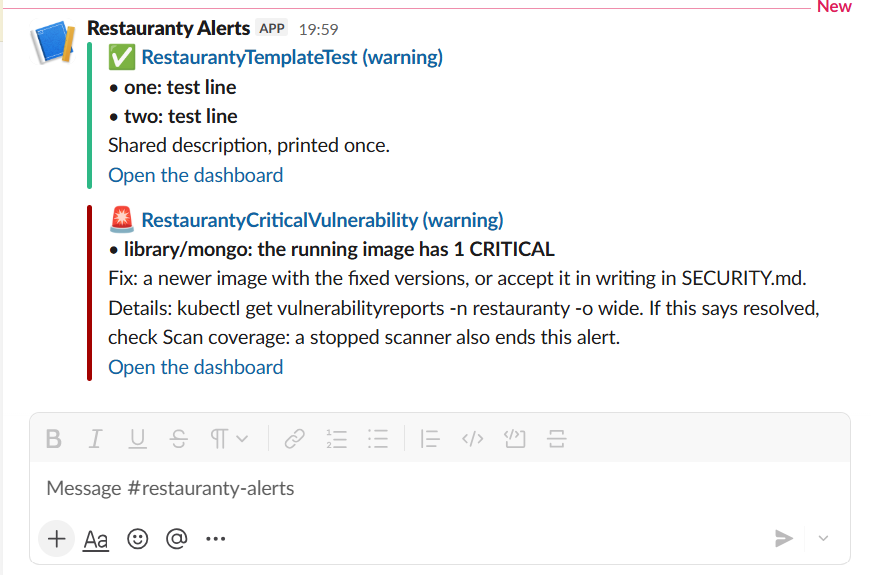 New
Restauranty Alerts APP 19:59
RestaurantyTemplateTest (warning)
• one: test line
• two: test line
Shared description, printed once.
Open the dashboard
RestaurantyCriticalVulnerability (warning)
• library/mongo: the running image has 1 CRITICAL
Fix: a newer image with the fixed versions, or accept it in writing in SECURITY.md.
Details: kubectl get vulnerabilityreports -n restauranty -o wide. If this says resolved,
check Scan coverage: a stopped scanner also ends this alert.
Open the dashboard
Message #restauranty-alerts
Aa